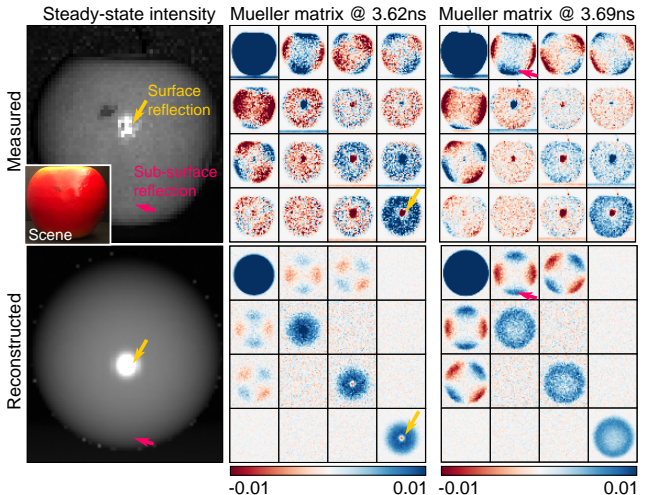 Steady-state intensity
Mueller matrix @ 3.62ns
Mueller matrix @ 3.69ns
Measured
Surface
reflection
Sub-surface
reflection
Scene
Reconstructed
-0.01
0.01
-0.01
0.01